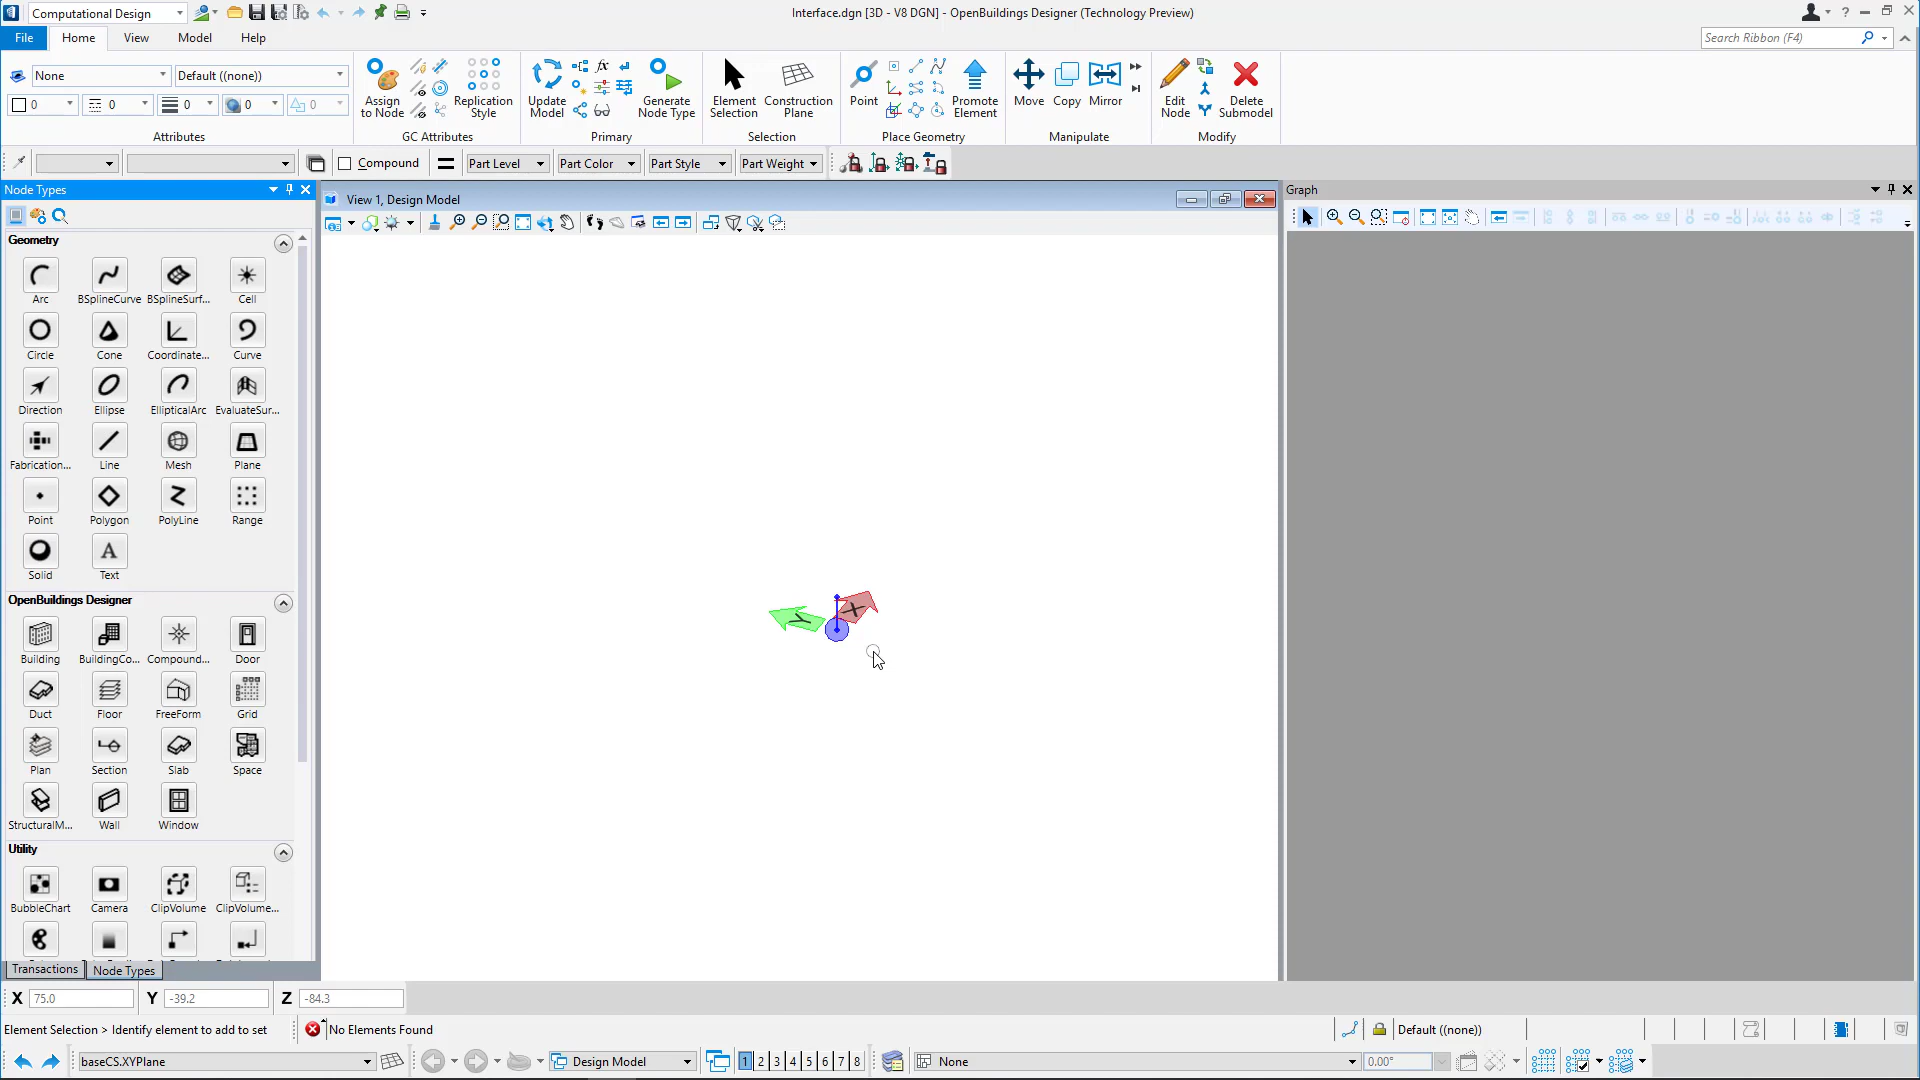 Computational Design
Interface.dgn [3D - V8 DGN] - OpenBuildings Designer (Technology Preview)
File
Home
View
Model
Help
Search Ribbon (F4)
None
Default ((none))
0
0
0
0
0
Attributes
Assign to Node
Replication Style
GC Attributes
Update Model
fx
Generate Node Type
Primary
Element Selection
Construction Plane
Selection
Point
Promote Element
Place Geometry
Move
Copy
Mirror
Manipulate
Edit Node
Delete Submodel
Modify
Compound
Part Level
Part Color
Part Style
Part Weight
Node Types
View 1, Design Model
Graph
Geometry
Arc
BSplineCurve
BSplineSurf...
Cell
Circle
Cone
Coordinate...
Curve
Direction
Ellipse
EllipticalArc
EvaluateSur...
Fabrication...
Line
Mesh
Plane
Point
Polygon
PolyLine
Range
Solid
A
Text
OpenBuildings Designer
Building
BuildingCo...
Compound...
Door
Duct
Floor
FreeForm
Grid
Plan
Section
Slab
Space
StructuralM...
Wall
Window
Utility
BubbleChart
Camera
ClipVolume
ClipVolume...
Y
X
Transactions
Node Types
X 75.0
Y -39.2
Z -84.3
Element Selection > Identify element to add to set
No Elements Found
Default ((none))
baseCS.XYPlane
Design Model
1 2 3 4 5 6 7 8
None
0.00°